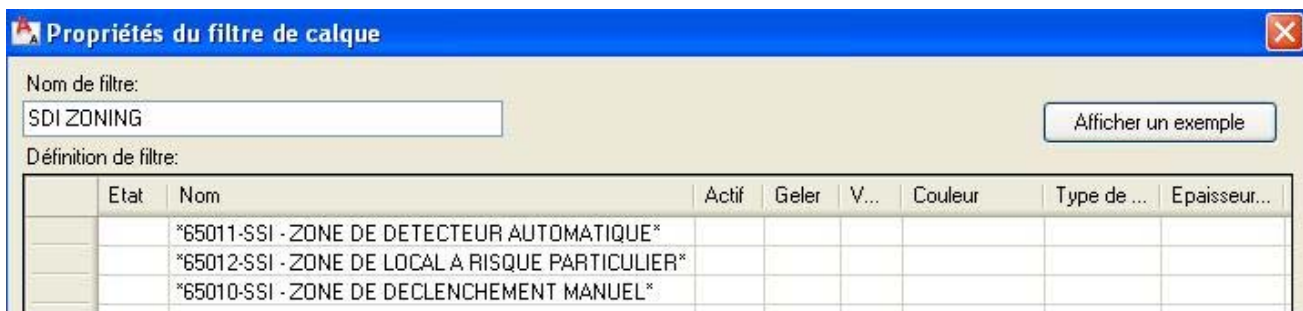 Propriétés du filtre de calque
Nom de filtre:
SDI ZONING
Afficher un exemple
Définition de filtre:
Etat Nom Actif Geler V... Couleur Type de ... Epaisseur...
"65011-SSI - ZONE DE DETECTEUR AUTOMATIQUE"
"65012-SSI - ZONE DE LOCAL A RISQUE PARTICULIER"
"65010-SSI - ZONE DE DECLENCHEMENT MANUEL"